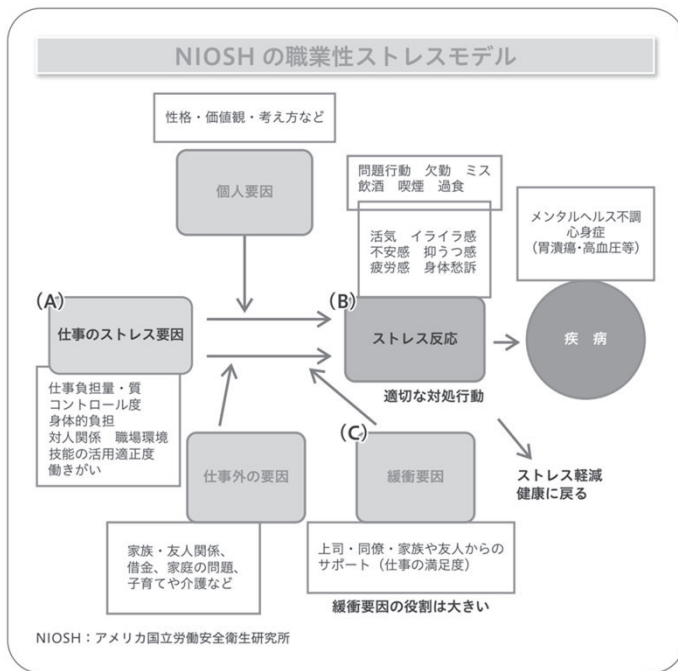 NIOSH の職業性ストレスモデル
性格・価値観・考え方など
個人要因
問題行動 欠勤 ミス
飲酒 喫煙 過食
活気 イライラ感
不安感 抑うつ感
疲労感 身体愁訴
メンタルヘルス不調
心身症
(胃潰瘍・高血圧等)
(A)
仕事のストレス要因
(B)
ストレス反応
疾病
仕事負担量・質
コントロール度
身体的負担
対人関係 職場環境
技能の活用適正度
働きがい
適切な対処行動
仕事外の要因
(C)
緩衝要因
ストレス軽減
健康に戻る
家族・友人関係、
借金、家庭の問題、
子育てや介護など
上司・同僚・家族や友人からの
サポート(仕事の満足度)
緩衝要因の役割は大きい
NIOSH:アメリカ国立労働安全衛生研究所